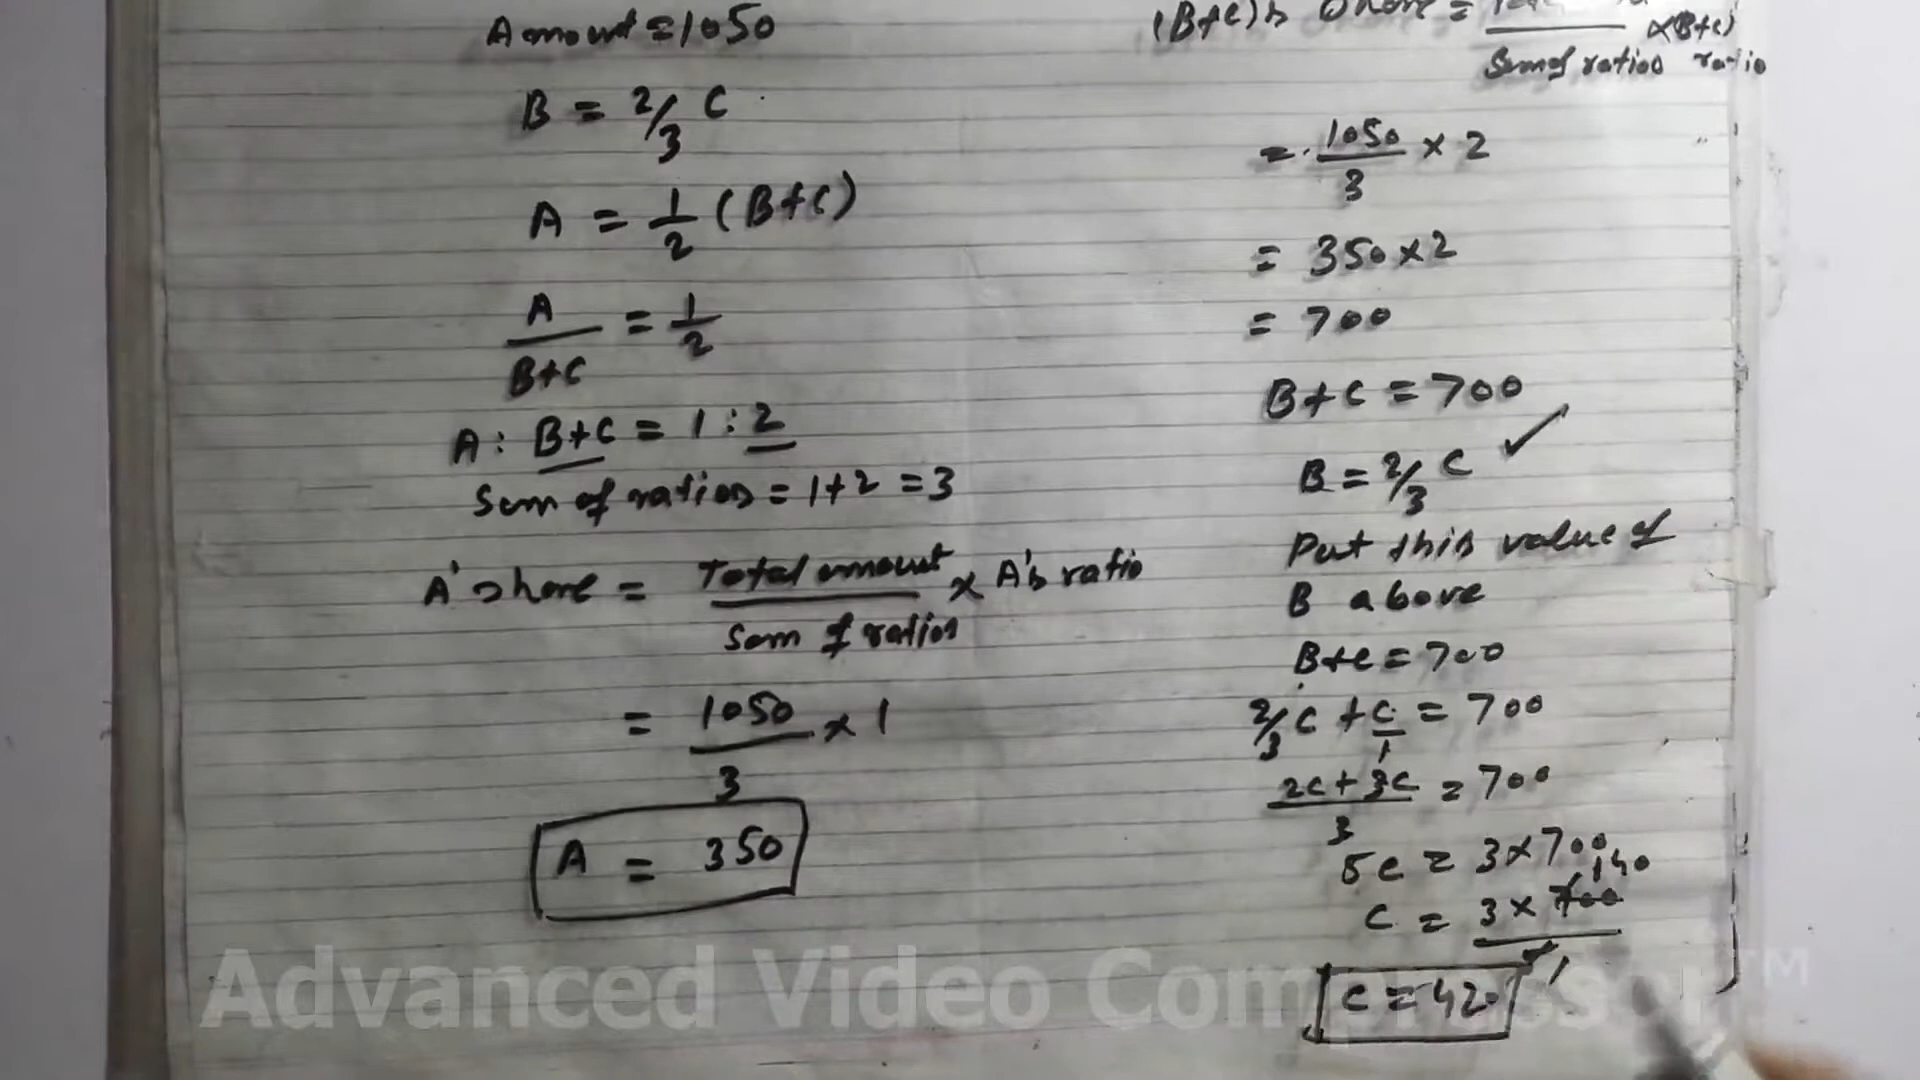 Amount = 1050
B = 2/3 C
A = 1/2 (B+C)
A/B+C = 1/2
A : B+C = 1 : 2
Sum of ratios = 1+2 = 3
A's share = Total amount/Sum of ratios × A's ratio
= 1050/3 × 1
A = 350
(B+C)'s Share = /Sum of ratios × (B+C) ratio
= 1050/3 × 2
= 350 × 2
= 700
B+C = 700
B = 2/3 C ✓
Put this value of
B above
B+C = 700
2/3 C + C/1 = 700
2C + 3C/3 = 700
5C = 3×700
140
C = 3 × 700/5
1
C = 420
Advanced Video Compressor™